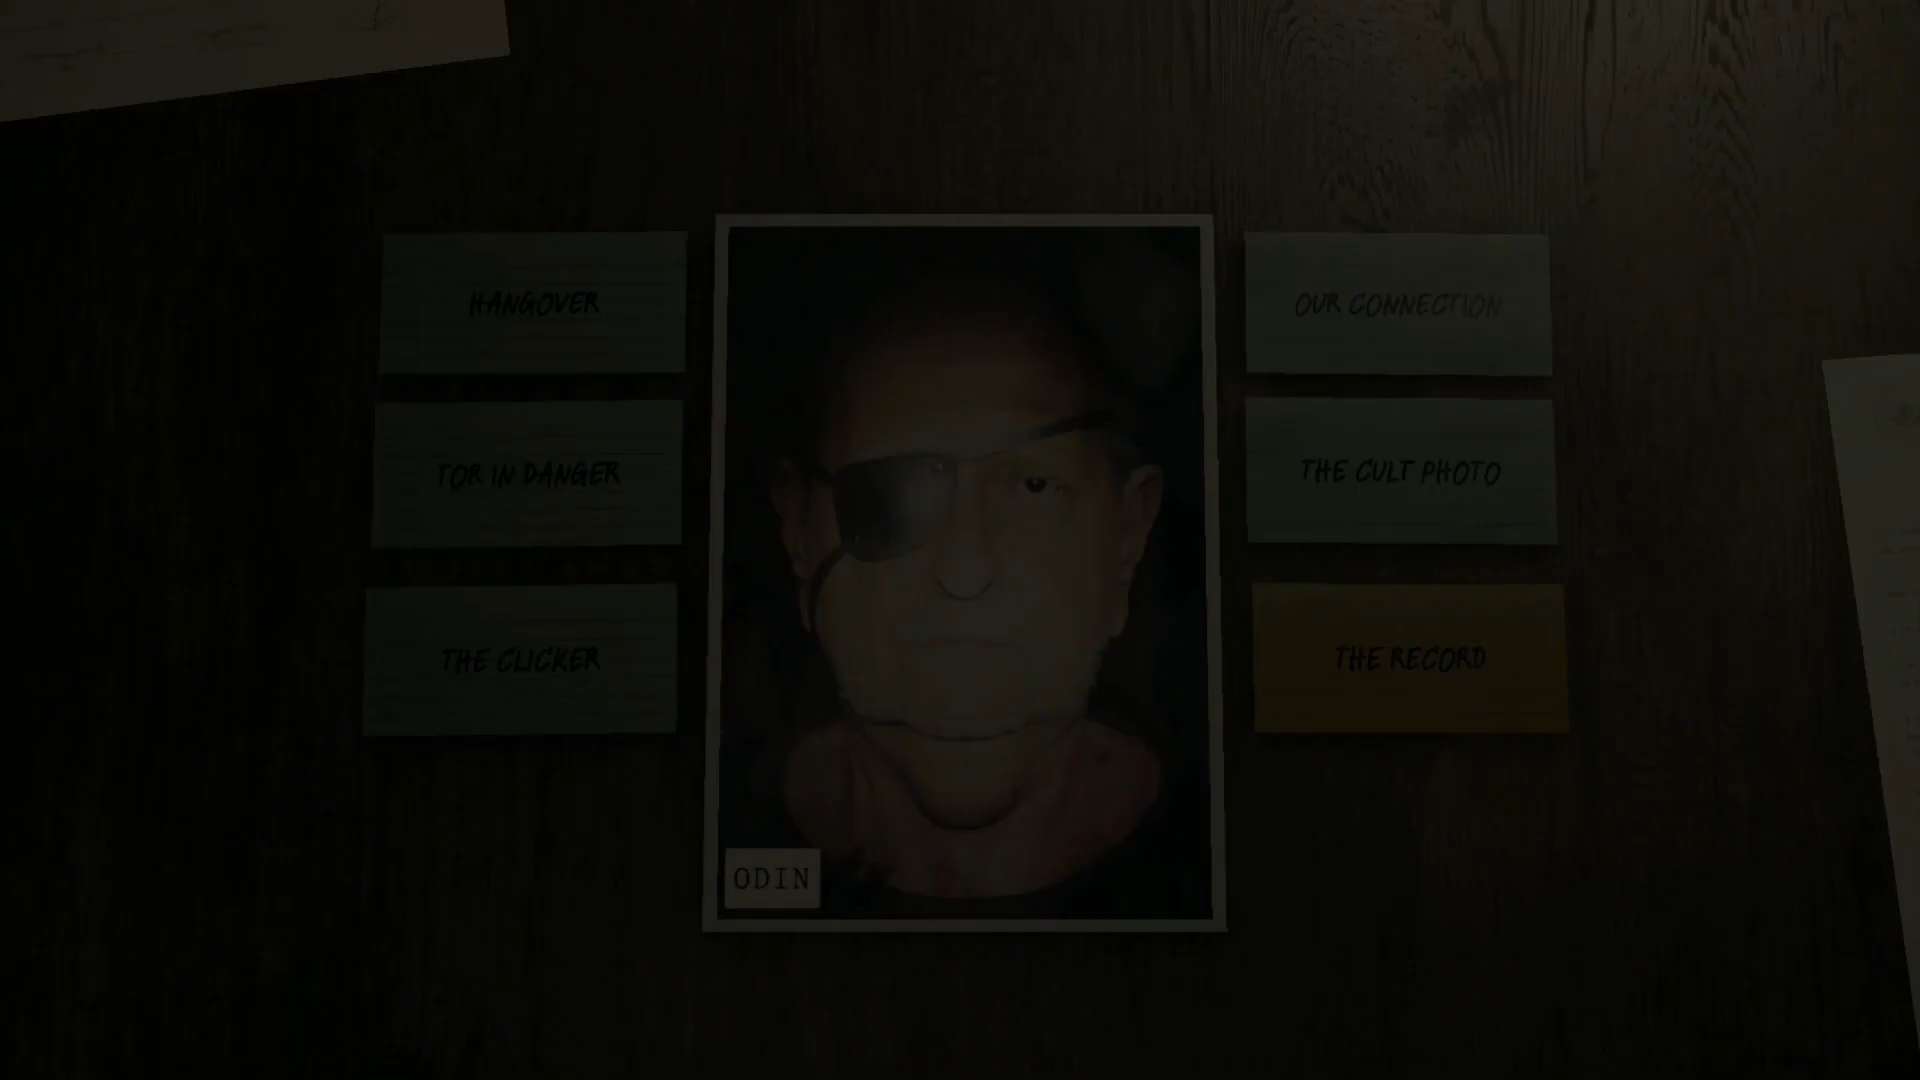 HANGOVER
TOR IN DANGER
THE CLICKER
ODIN
OUR CONNECTION
THE CULT PHOTO
THE RECORD